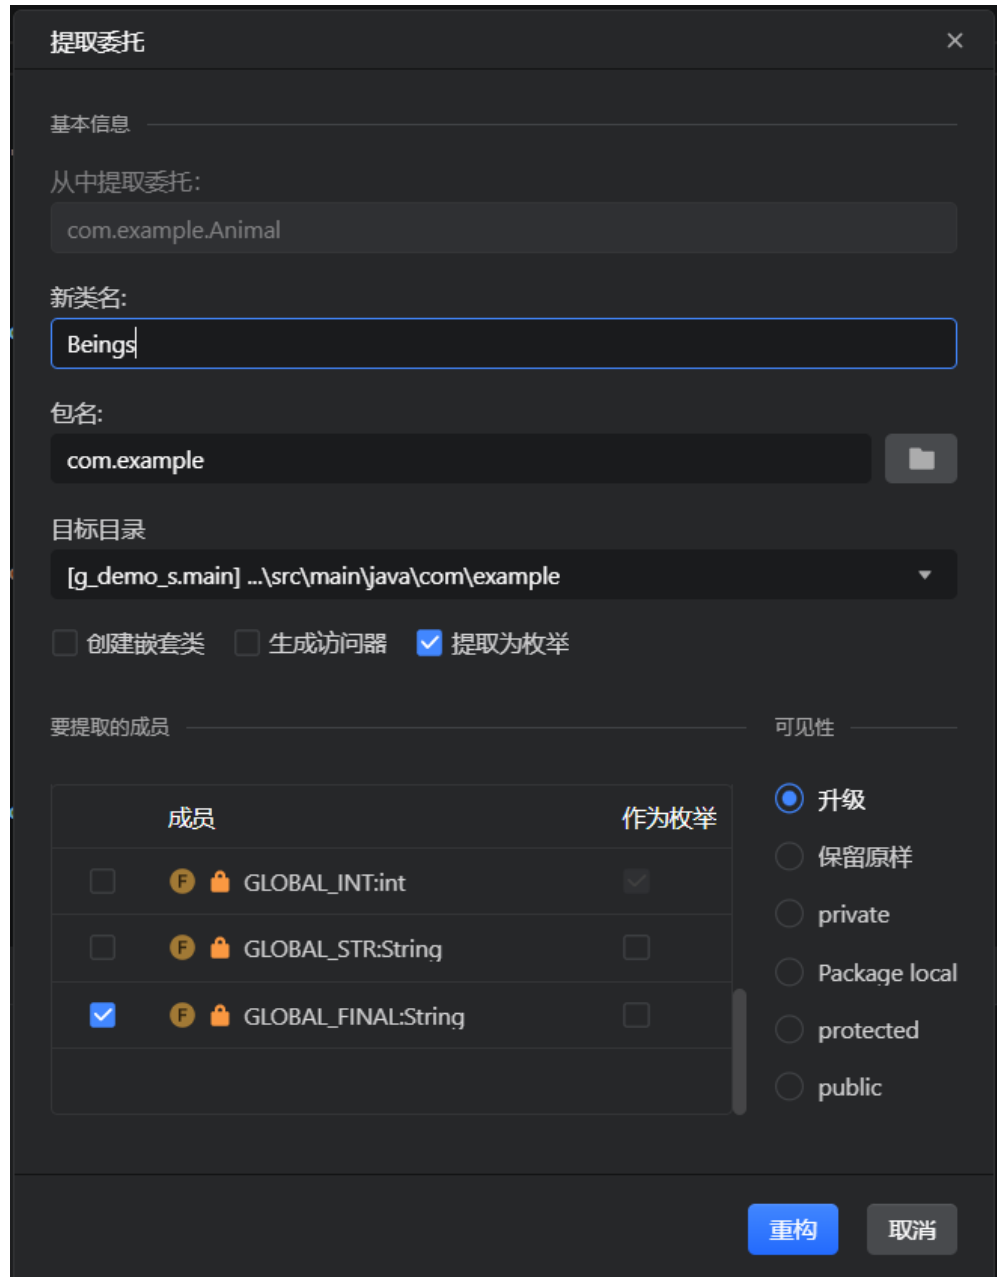 提取委托
基本信息
从中提取委托:
com.example.Animal
新类名:
Beings
包名:
com.example
目标目录
[g_demo_s.main] ...\src\main\java\com\example
创建嵌套类 生成访问器 提取为枚举
要提取的成员 可见性
成员 作为枚举
F GLOBAL_INT:int
F GLOBAL_STR:String
F GLOBAL_FINAL:String
升级
保留原样
private
Package local
protected
public
重构 取消